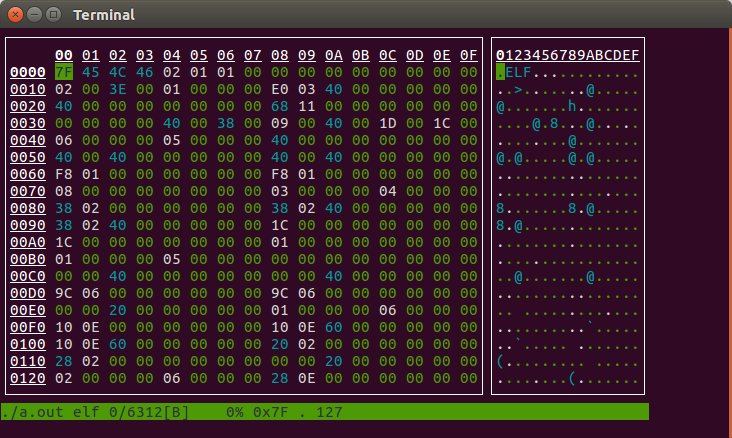 Terminal
00 01 02 03 04 05 06 07 08 09 0A 0B 0C 0D 0E 0F 0123456789ABCDEF
0000 7F 45 4C 46 02 01 01 00 00 00 00 00 00 00 00 00 .ELF............
0010 02 00 3E 00 01 00 00 00 E0 03 40 00 00 00 00 00 ..>.......@.....
0020 40 00 00 00 00 00 00 00 68 11 00 00 00 00 00 00 @.......h.......
0030 00 00 00 00 40 00 38 00 09 00 40 00 1D 00 1C 00 ....@.8...@.....
0040 06 00 00 00 05 00 00 00 40 00 00 00 00 00 00 00 ........@.......
0050 40 00 40 00 00 00 00 00 40 00 40 00 00 00 00 00 @.@.....@.@.....
0060 F8 01 00 00 00 00 00 00 F8 01 00 00 00 00 00 00 ................
0070 08 00 00 00 00 00 00 00 03 00 00 00 04 00 00 00 ................
0080 38 02 00 00 00 00 00 00 38 02 40 00 00 00 00 00 8.......8.@.....
0090 38 02 40 00 00 00 00 00 1C 00 00 00 00 00 00 00 8.@.............
00A0 1C 00 00 00 00 00 00 00 01 00 00 00 00 00 00 00 ................
00B0 01 00 00 00 05 00 00 00 00 00 00 00 00 00 00 00 ................
00C0 00 00 40 00 00 00 00 00 00 00 40 00 00 00 00 00 ..@.......@.....
00D0 9C 06 00 00 00 00 00 00 9C 06 00 00 00 00 00 00 ................
00E0 00 00 20 00 00 00 00 00 01 00 00 00 06 00 00 00 .. .............
00F0 10 0E 00 00 00 00 00 00 10 0E 60 00 00 00 00 00 ..........`.....
0100 10 0E 60 00 00 00 00 00 20 02 00 00 00 00 00 00 ..`..... .......
0110 28 02 00 00 00 00 00 00 00 00 20 00 00 00 00 00 (......... .....
0120 02 00 00 00 06 00 00 00 28 0E 00 00 00 00 00 00 ........(.......
./a.out elf 0/6312[B] 0% 0x7F . 127